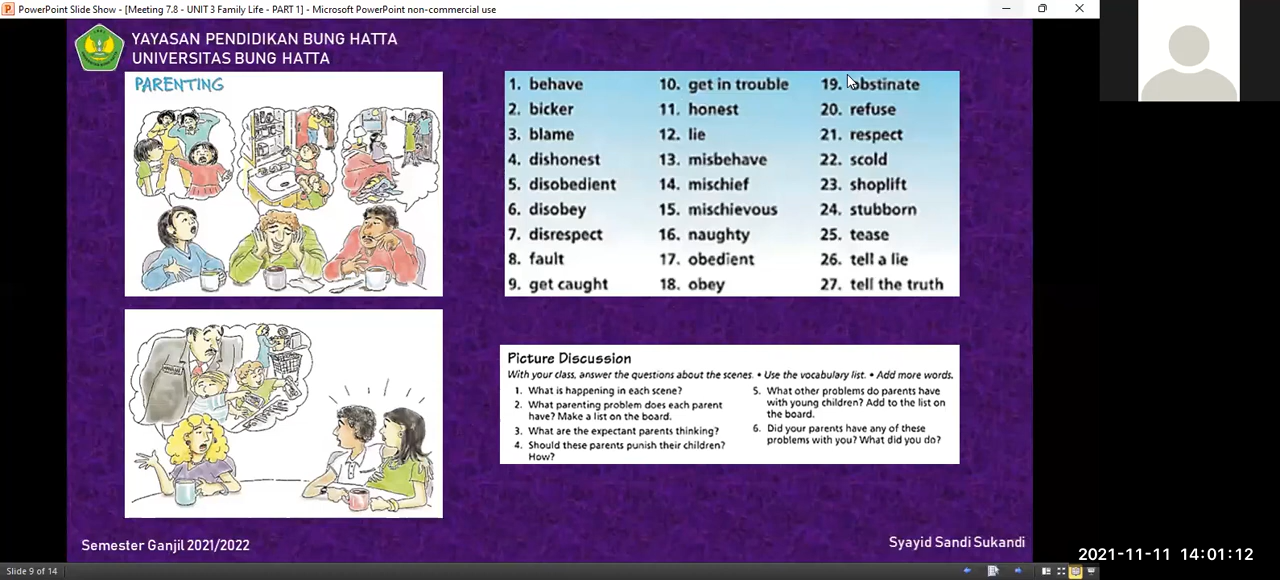 PowerPoint Slide Show - [Meeting 7.8 - UNIT 3 Family Life - PART 1] - Microsoft PowerPoint non-commercial use
YAYASAN PENDIDIKAN BUNG HATTA
UNIVERSITAS BUNG HATTA
PARENTING
1. behave
2. bicker
3. blame
4. dishonest
5. disobedient
6. disobey
7. disrespect
8. fault
9. get caught
10. get in trouble
11. honest
12. lie
13. misbehave
14. mischief
15. mischievous
16. naughty
17. obedient
18. obey
19. obstinate
20. refuse
21. respect
22. scold
23. shoplift
24. stubborn
25. tease
26. tell a lie
27. tell the truth
Picture Discussion
With your class, answer the questions about the scenes. • Use the vocabulary list. • Add more words.
1. What is happening in each scene?
2. What parenting problem does each parent
have? Make a list on the board.
3. What are the expectant parents thinking?
4. Should these parents punish their children?
How?
5. What other problems do parents have
with young children? Add to the list on
the board.
6. Did your parents have any of these
problems with you? What did you do?
Semester Ganjil 2021/2022
Syayid Sandi Sukandi
2021-11-11 14:01:12
Slide 9 of 14